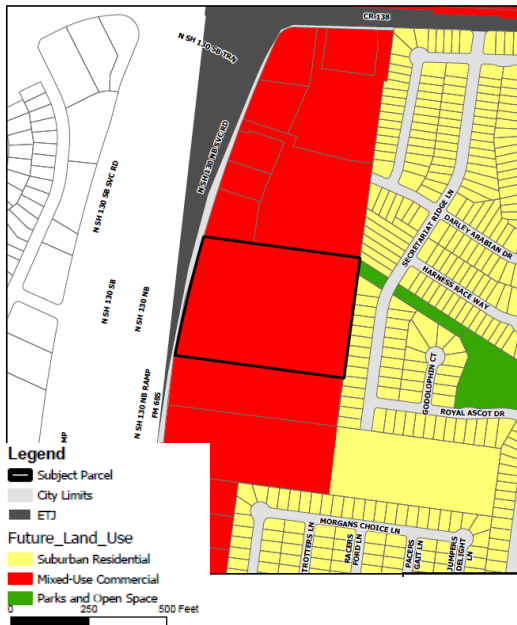 CR 138
N SH 130 SB TRN
N SH 130 NB SVC RD
N SH 130 SB SVC RD
SECRETARIAT RIDGE LN
DARLEY ARABIAN DR
HARNESS RACE WAY
N SH 130 SB
N SH 130 NB
GODOLOPHIN CT
N SH 130 NB RAMP
FM 685
ROYAL ASCOT DR
MP
MORGANS CHOICE LN
TROTTERS LN
RACERS
FORD LN
PACERS
GAIT LN
JUMPERS
DELIGHT
LN
Legend
Subject Parcel
City Limits
ETJ
Future_Land_Use
Suburban Residential
Mixed-Use Commercial
Parks and Open Space
0 250 500 Feet